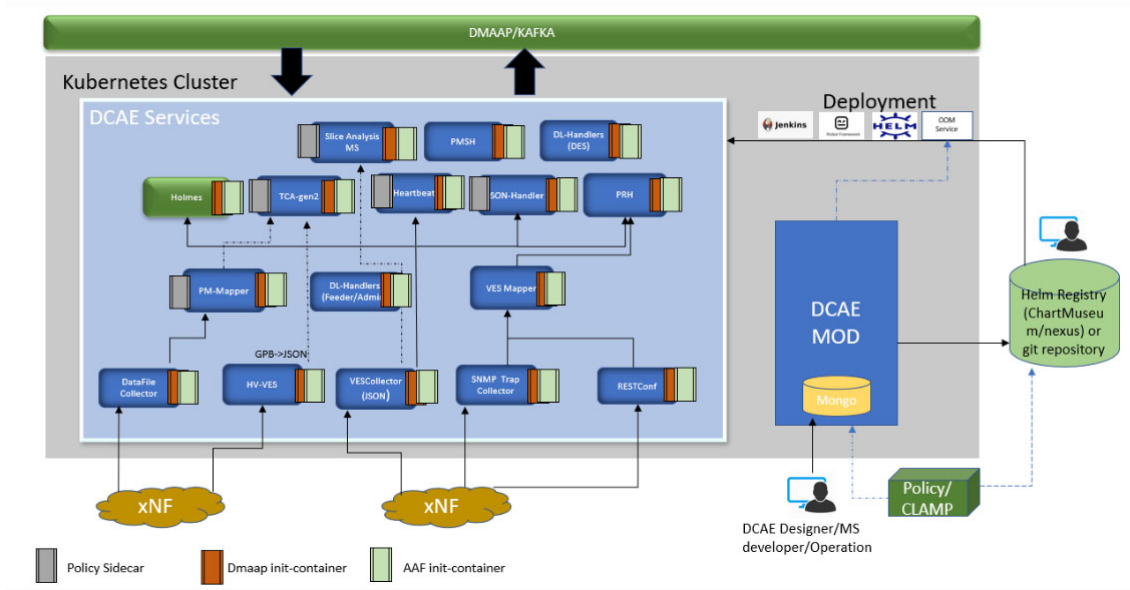 DMAAP/KAFKA
Kubernetes Cluster
DCAE Services
Deployment
Jenkins
HELM
OOM
Service
Slice Analysis
MS
PMSH
DL-Handlers
(DES)
Holmes
TCA-gen2
Heartbeat
SON-Handler
PRH
PM-Mapper
DL-Handlers
(Feeder/Admin
VES Mapper
DCAE
MOD
Mongo
Helm Registry
(ChartMuseu
m/nexus) or
git repository
GPB->JSON
DataFile
Collector
HV-VES
VESCollector
(JSON)
SNMP Trap
Collector
RESTConf
xNF
xNF
Policy/
CLAMP
DCAE Designer/MS
developer/Operation
Policy Sidecar
Dmaap init-container
AAF init-container